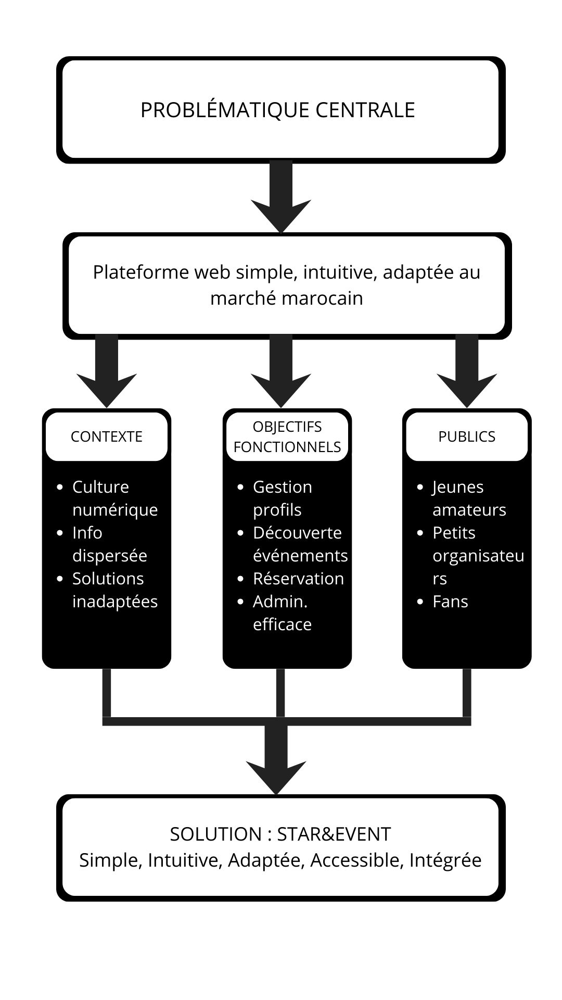 PROBLÉMATIQUE CENTRALE
Plateforme web simple, intuitive, adaptée au
marché marocain
CONTEXTE
• Culture
numérique
• Info
dispersée
• Solutions
inadaptées
OBJECTIFS
FONCTIONNELS
• Gestion
profils
• Découverte
événements
• Réservation
• Admin.
efficace
PUBLICS
• Jeunes
amateurs
• Petits
organisateu
rs
• Fans
SOLUTION : STAR&EVENT
Simple, Intuitive, Adaptée, Accessible, Intégrée